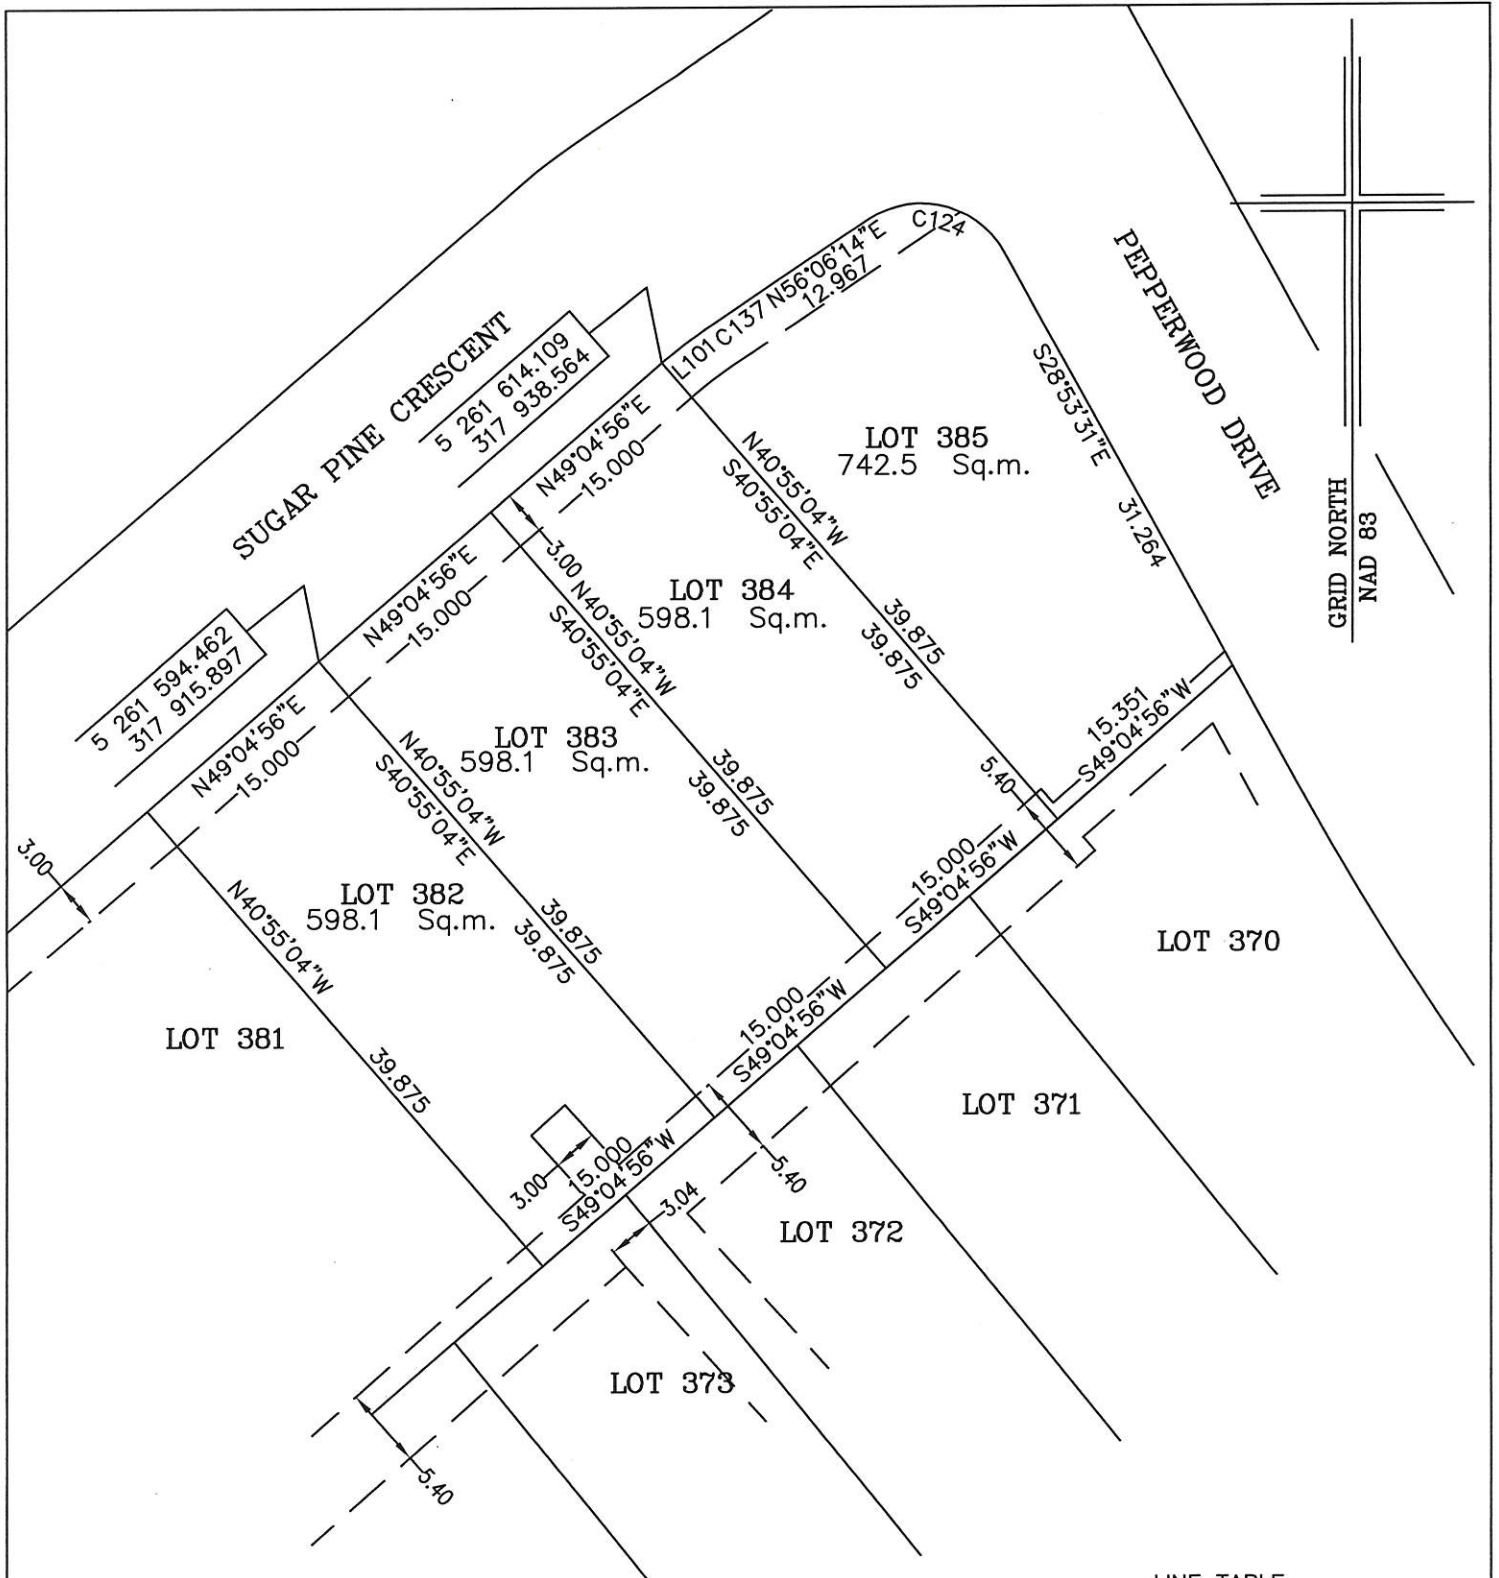 C124
N56°06'14"E
12.967
C137
L101
PEPPERWOOD DRIVE
SUGAR PINE CRESCENT
5 261 614.109
317 938.564
S28°53'31"E
31.264
GRID NORTH
NAD 83
LOT 385
742.5 Sq.m.
N49°04'56"E
15.000
N40°55'04"W
S40°55'04"E
39.875
39.875
3.00
LOT 384
598.1 Sq.m.
N49°04'56"E
15.000
N40°55'04"W
S40°55'04"E
39.875
39.875
5 261 594.462
317 915.897
LOT 383
598.1 Sq.m.
N49°04'56"E
15.000
N40°55'04"W
S40°55'04"E
39.875
39.875
15.351
S49°04'56"W
5.40
3.00
LOT 382
598.1 Sq.m.
N40°55'04"W
39.875
15.000
S49°04'56"W
LOT 370
LOT 381
15.000
S49°04'56"W
LOT 371
15.000
S49°04'56"W
3.00
5.40
3.04
LOT 372
LOT 373
5.40
LINE TABLE